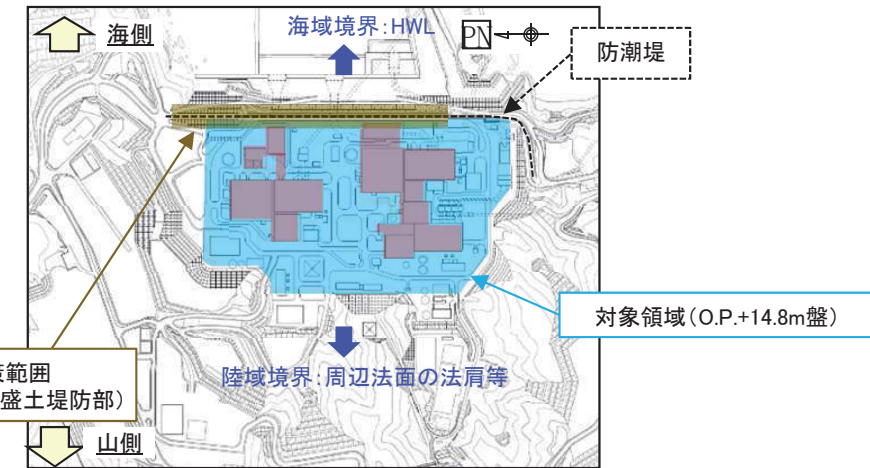 海側
海域境界：HWL
PN
防潮堤
対象領域（O.P.+14.8m盤）
範囲
盛土堤防部）
陸域境界：周辺法面の法肩等
山側